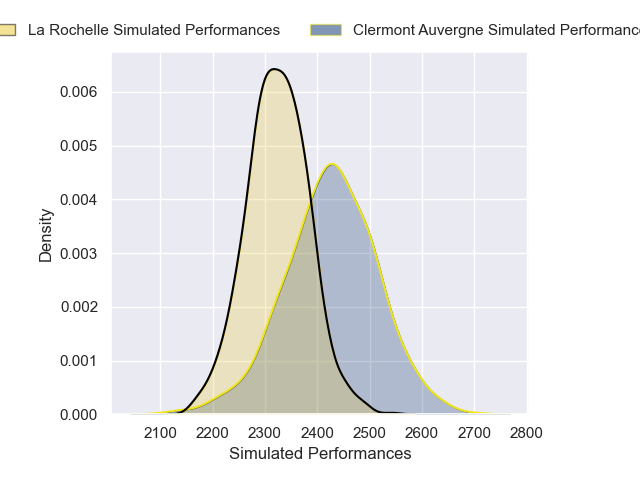 La Rochelle Simulated Performances
Clermont Auvergne Simulated Performanc
0.006
0.005
0.004
0.003
0.002
0.001
0.000
Density
2100 2200 2300 2400 2500 2600 2700 2800
Simulated Performances